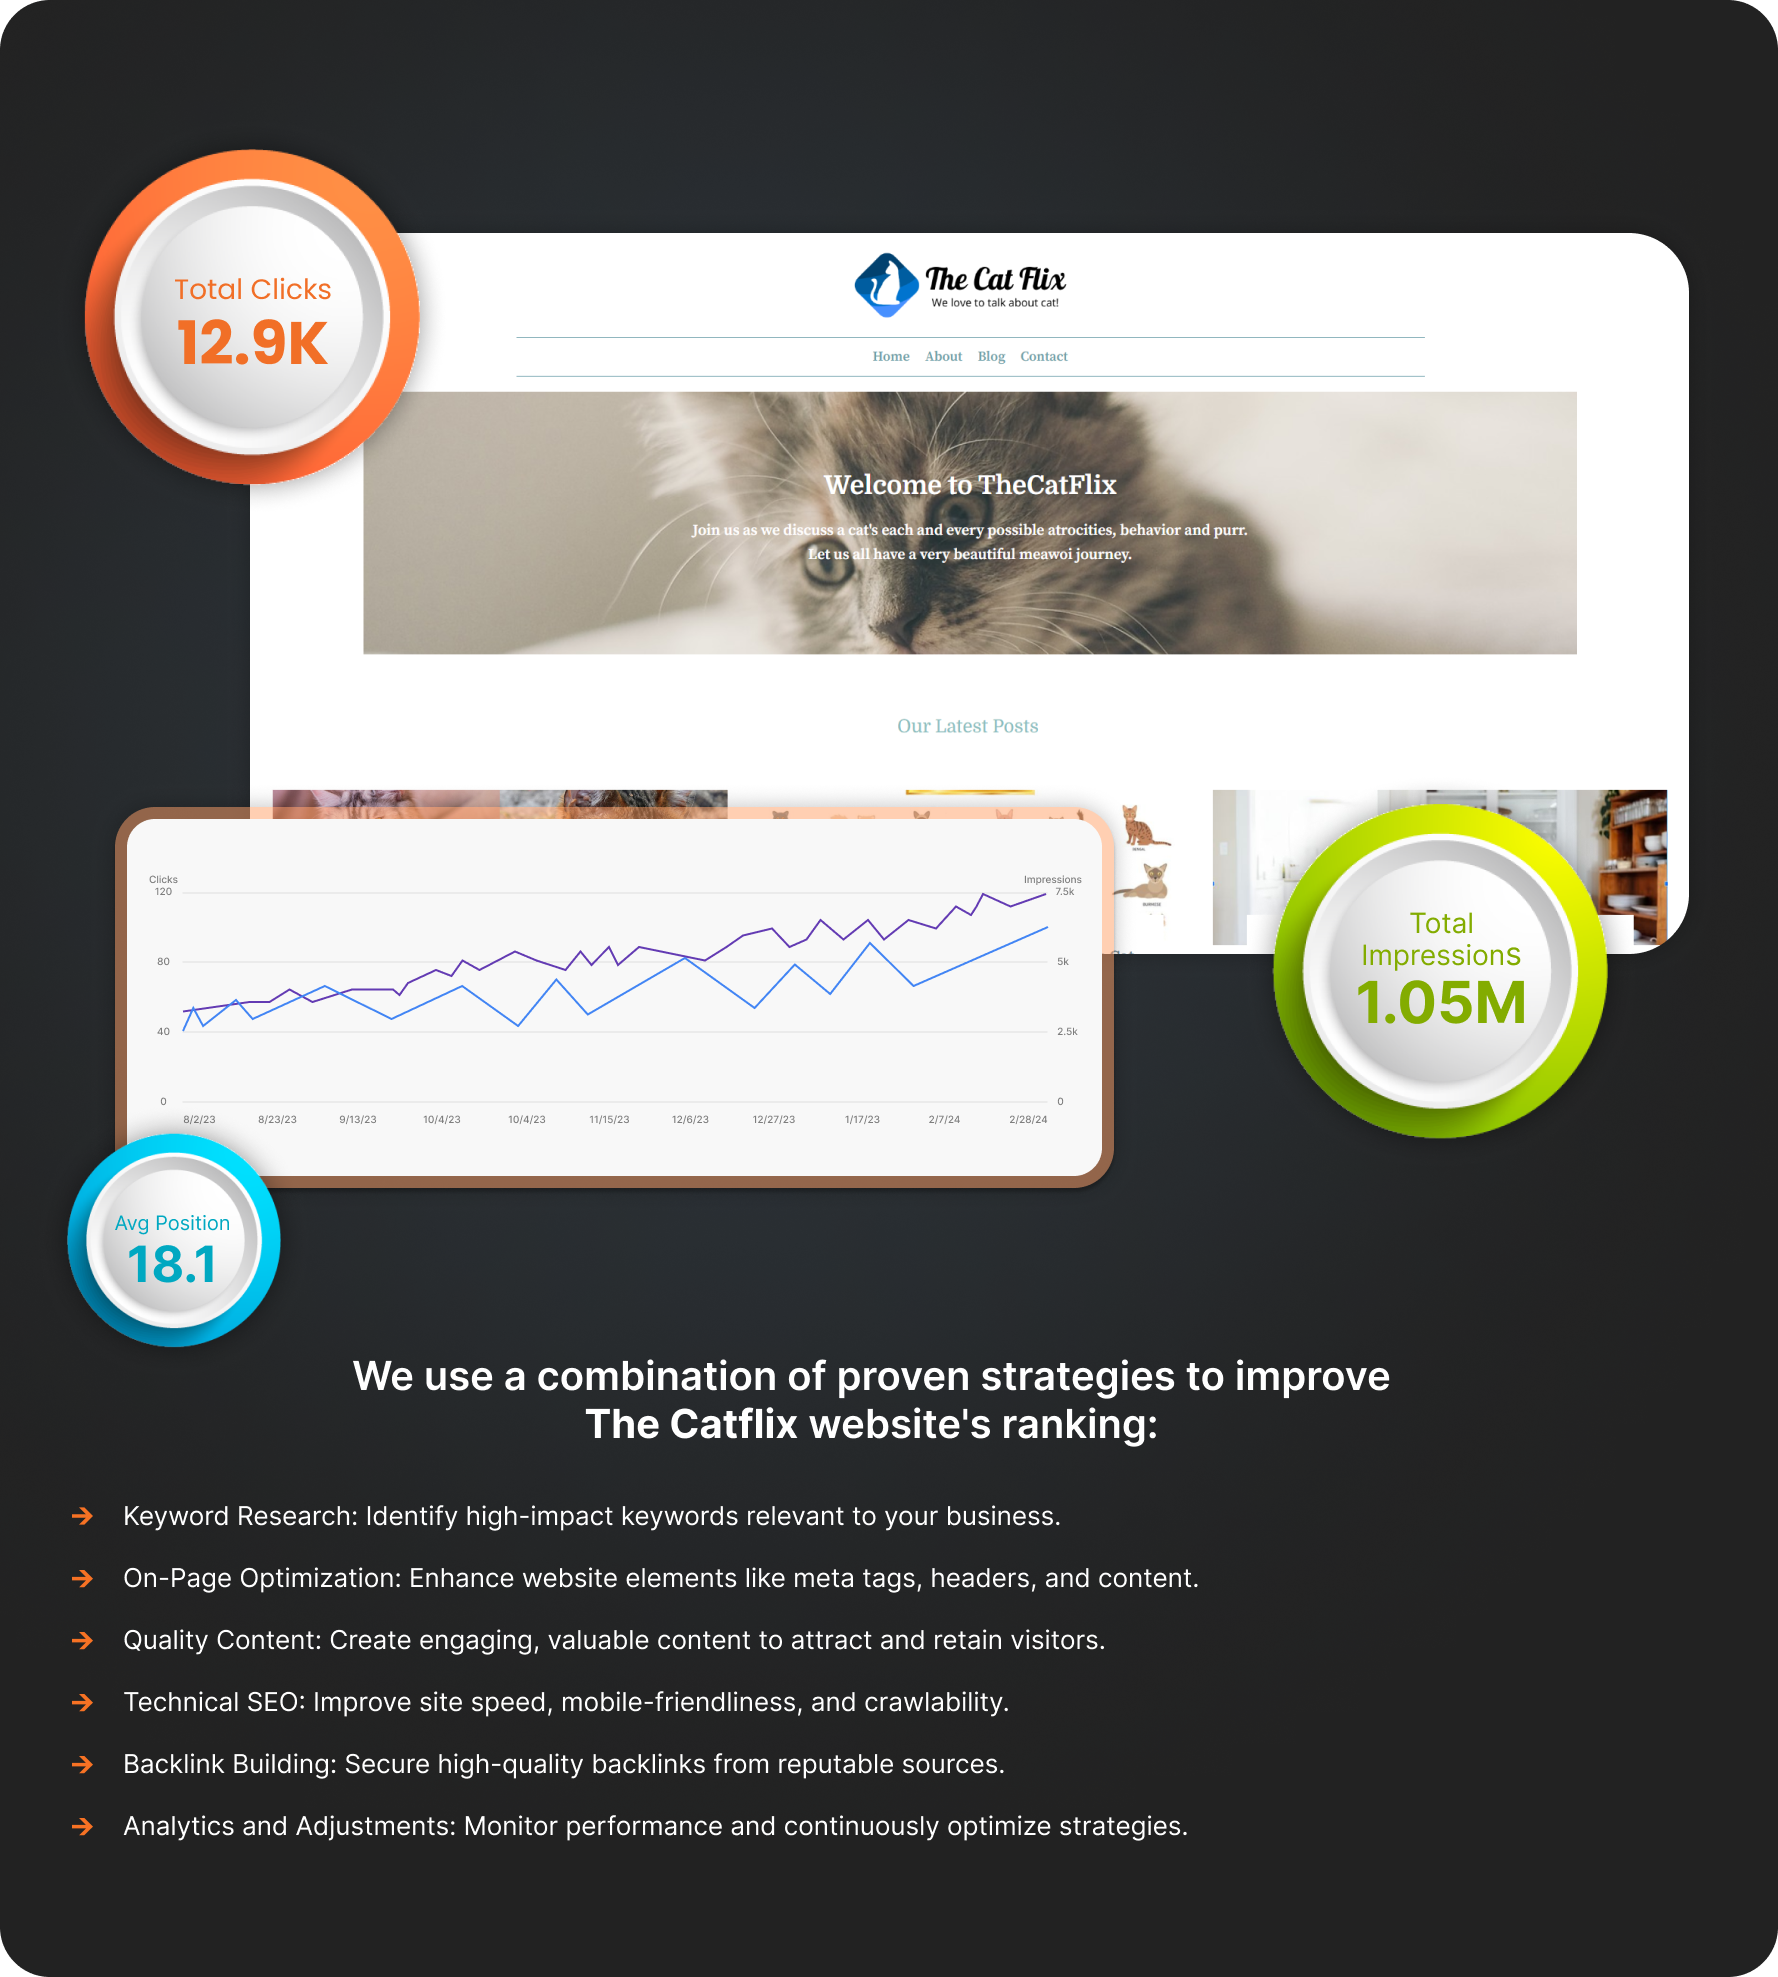 Total Clicks
12.9K
The Cat Flix
We love to talk about cat!
Home About Blog Contact
Welcome to TheCatFlix
Join us as we discuss a cat's each and every possible atrocities, behavior and purr.
Let us all have a very beautiful meawoi journey.
Our Latest Posts
BENGAL
BURMESE
Clicks
Impressions
120
7.5k
80
5k
40
2.5k
0
0
8/2/23 8/23/23 9/13/23 10/4/23 10/4/23 11/15/23 12/6/23 12/27/23 1/17/23 2/7/24 2/28/24
Total
Impressions
1.05M
Avg Position
18.1
We use a combination of proven strategies to improve
The Catflix website's ranking:
➔ Keyword Research: Identify high-impact keywords relevant to your business.
➔ On-Page Optimization: Enhance website elements like meta tags, headers, and content.
➔ Quality Content: Create engaging, valuable content to attract and retain visitors.
➔ Technical SEO: Improve site speed, mobile-friendliness, and crawlability.
➔ Backlink Building: Secure high-quality backlinks from reputable sources.
➔ Analytics and Adjustments: Monitor performance and continuously optimize strategies.